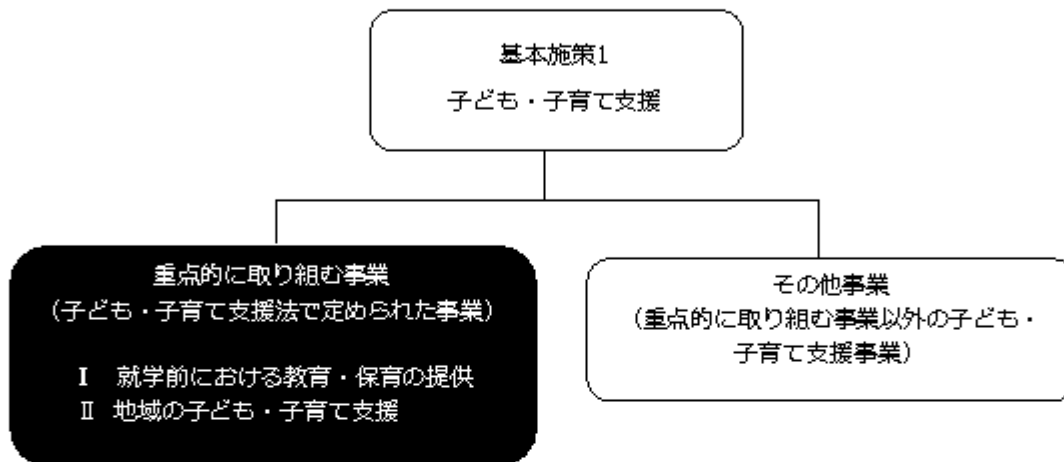 基本施策1
子ども・子育て支援
重点的に取り組む事業
（子ども・子育て支援法で定められた事業）
Ⅰ　就学前における教育・保育の提供
Ⅱ　地域の子ども・子育て支援
その他事業
（重点的に取り組む事業以外の子ども・
子育て支援事業）